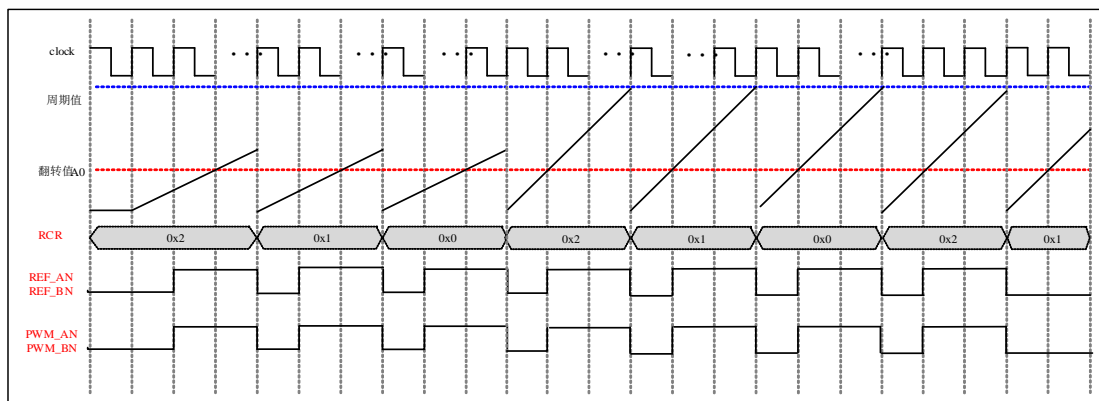 clock
周期值
翻转值A0
RCR 0x2 0x1 0x0 0x2 0x1 0x0 0x2 0x1
REF_AN
REF_BN
PWM_AN
PWM_BN